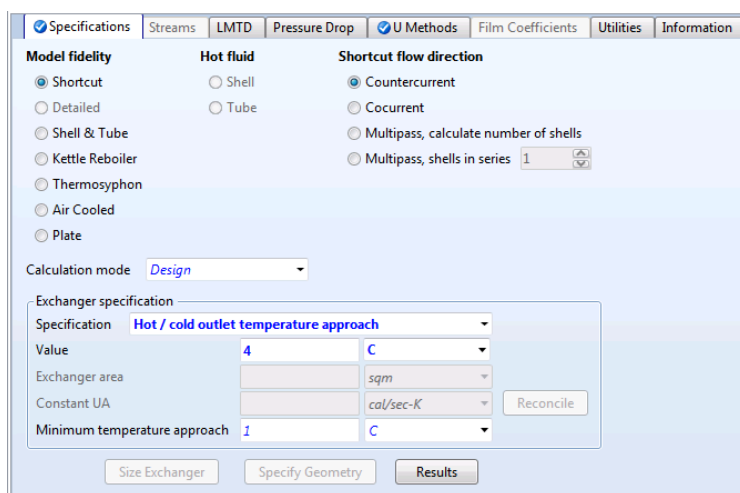 Specifications Streams LMTD Pressure Drop U Methods Film Coefficients Utilities Information
Model fidelity Hot fluid Shortcut flow direction
Shortcut Shell Countercurrent
Detailed Tube Cocurrent
Shell & Tube Multipass, calculate number of shells
Kettle Reboiler Multipass, shells in series 1
Thermosyphon
Air Cooled
Plate
Calculation mode Design
Exchanger specification
Specification Hot / cold outlet temperature approach
Value 4 C
Exchanger area sqm
Constant UA cal/sec-K Reconcile
Minimum temperature approach 1 C
Size Exchanger Specify Geometry Results